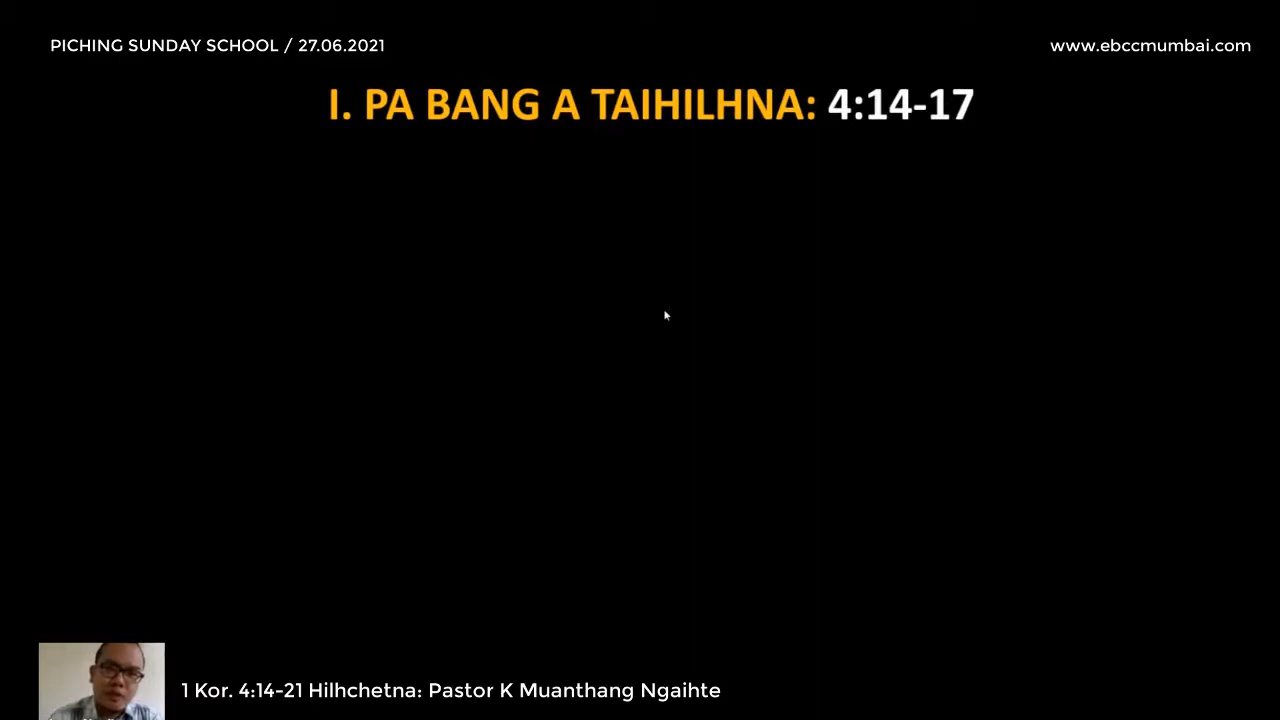 PICHING SUNDAY SCHOOL / 27.06.2021
www.ebccmumbai.com
I. PA BANG A TAIHILHNA: 4:14-17
1 Kor. 4:14-21 Hilhchetna: Pastor K Muanthang Ngaihte